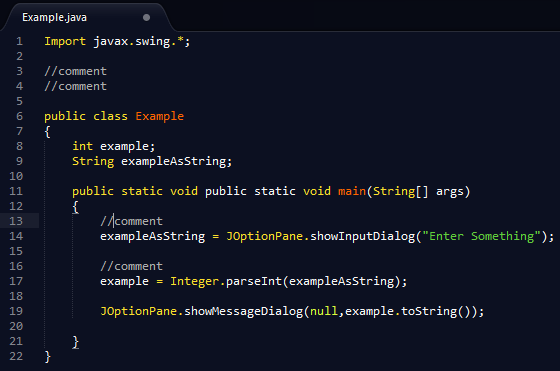 Example.java
1 Import javax.swing.*;
2
3 //comment
4 //comment
5
6 public class Example
7 {
8 int example;
9 String exampleAsString;
10
11 public static void public static void main(String[] args)
12 {
13 //comment
14 exampleAsString = JOptionPane.showInputDialog("Enter Something");
15
16 //comment
17 example = Integer.parseInt(exampleAsString);
18
19 JOptionPane.showMessageDialog(null,example.toString());
20
21 }
22 }